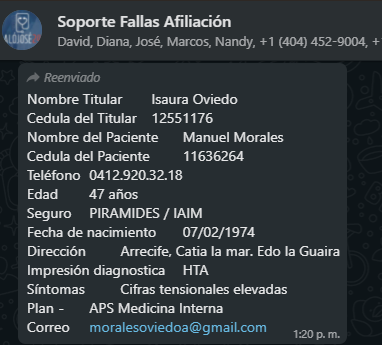 Soporte Fallas Afiliación
David, Diana, José, Marcos, Nandy, +1 (404) 452-9004, +
ALÓJOSÉ
Reenviado
Nombre Titular Isaura Oviedo
Cedula del Titular 12551176
Nombre del Paciente Manuel Morales
Cedula del Paciente 11636264
Teléfono 0412.920.32.18
Edad 47 años
Seguro PIRAMIDES / IAIM
Fecha de nacimiento 07/02/1974
Dirección Arrecife, Catia la mar. Edo la Guaira
Impresión diagnostica HTA
Síntomas Cifras tensionales elevadas
Plan - APS Medicina Interna
Correo moralesoviedoa@gmail.com
1:20 p. m.